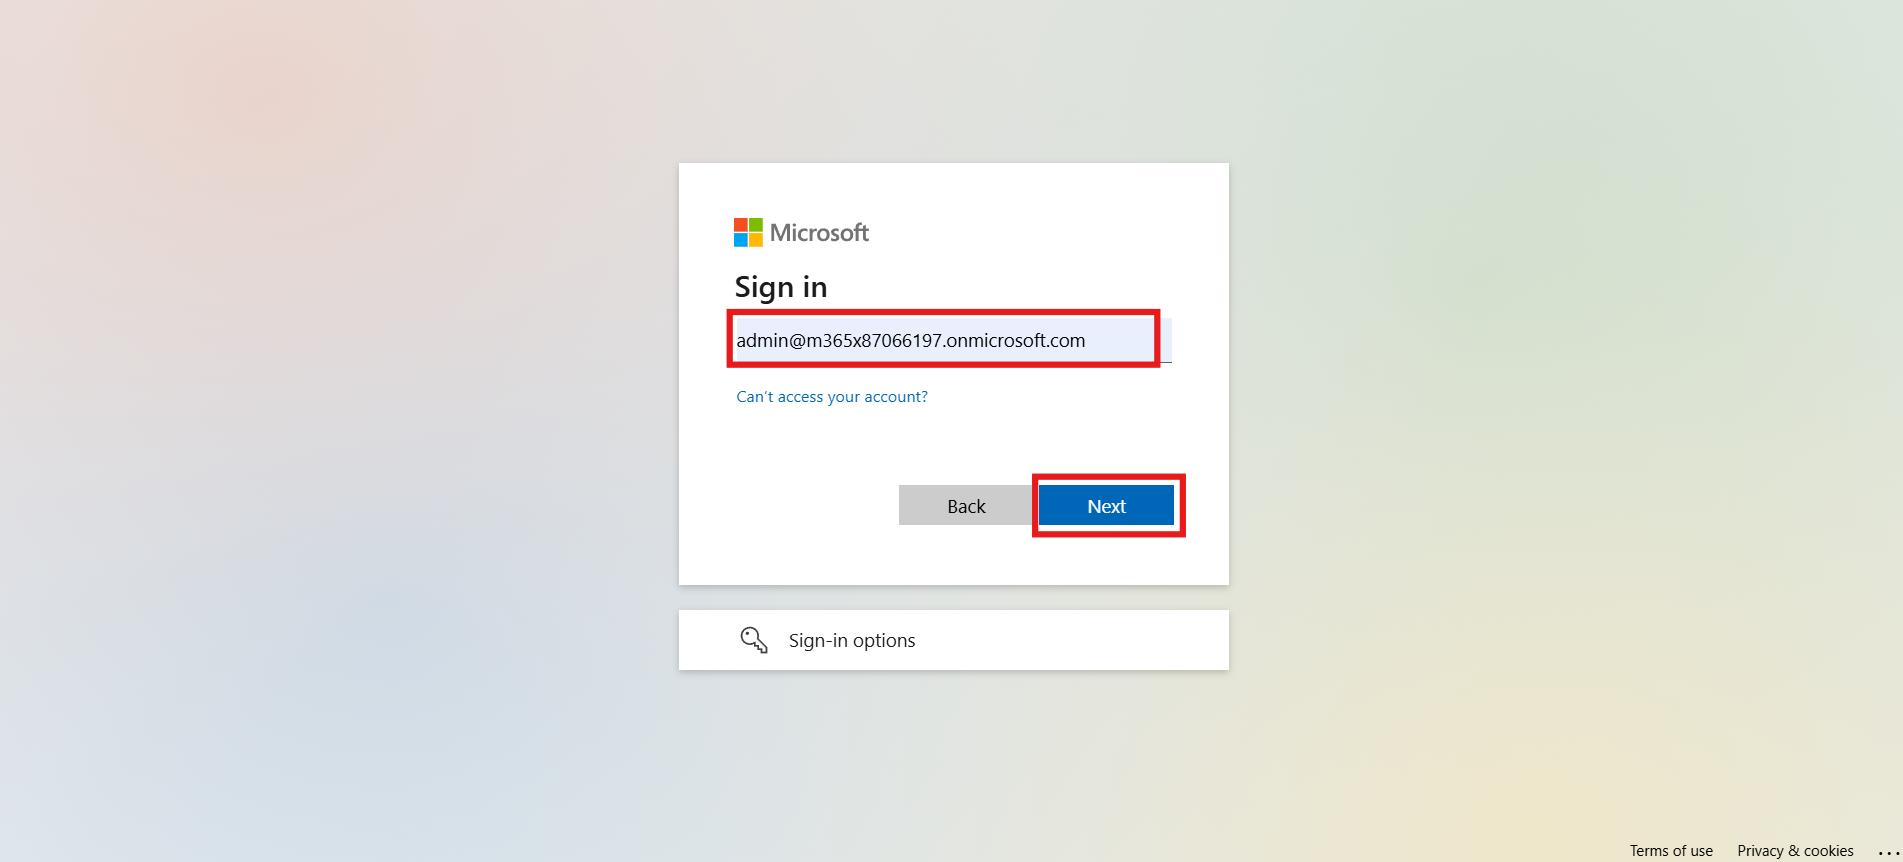 Microsoft
Sign in
admin@m365x87066197.onmicrosoft.com
Can't access your account?
Back
Next
Sign-in options
Terms of use
Privacy & cookies
...